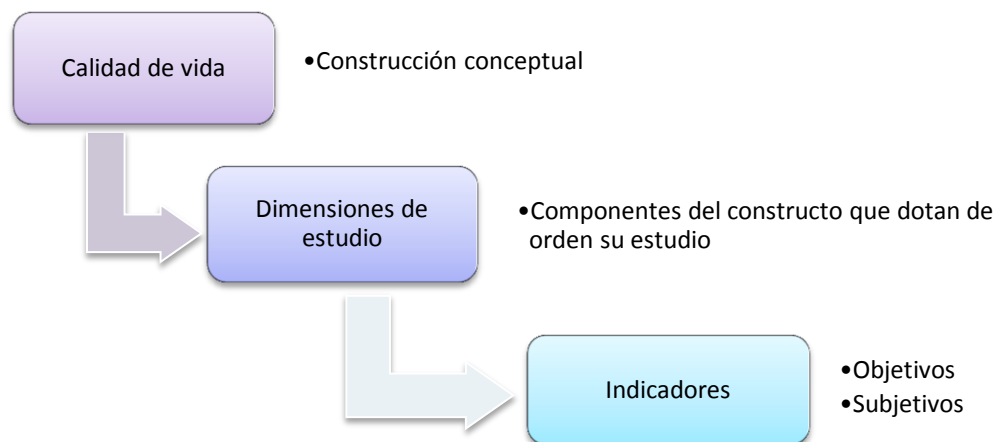 Calidad de vida
•Construcción conceptual
Dimensiones de
estudio
•Componentes del constructo que dotan de
orden su estudio
Indicadores
•Objetivos
•Subjetivos